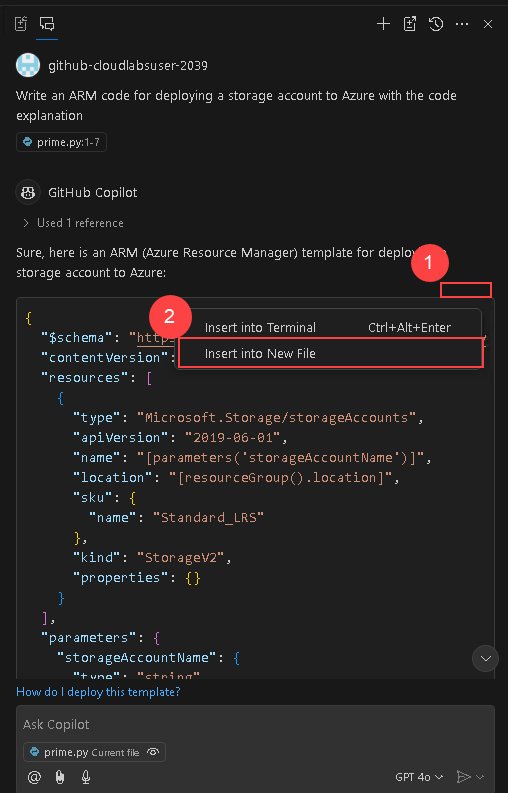 github-cloudlabsuser-2039
Write an ARM code for deploying a storage account to Azure with the code
explanation
prime.py:1-7
GitHub Copilot
Used 1 reference
Sure, here is an ARM (Azure Resource Manager) template for deploy
storage account to Azure:
1
2
Insert into Terminal Ctrl+Alt+Enter
Insert into New File
{
"$schema": "http
"contentVersion":
"resources": [
{
"type": "Microsoft.Storage/storageAccounts",
"apiVersion": "2019-06-01",
"name": "[parameters('storageAccountName')]",
"location": "[resourceGroup().location]",
"sku": {
"name": "Standard_LRS"
},
"kind": "StorageV2",
"properties": {}
}
],
"parameters": {
"storageAccountName": {
"type": "string"
How do I deploy this template?
Ask Copilot
prime.py Current file
@
GPT 4o